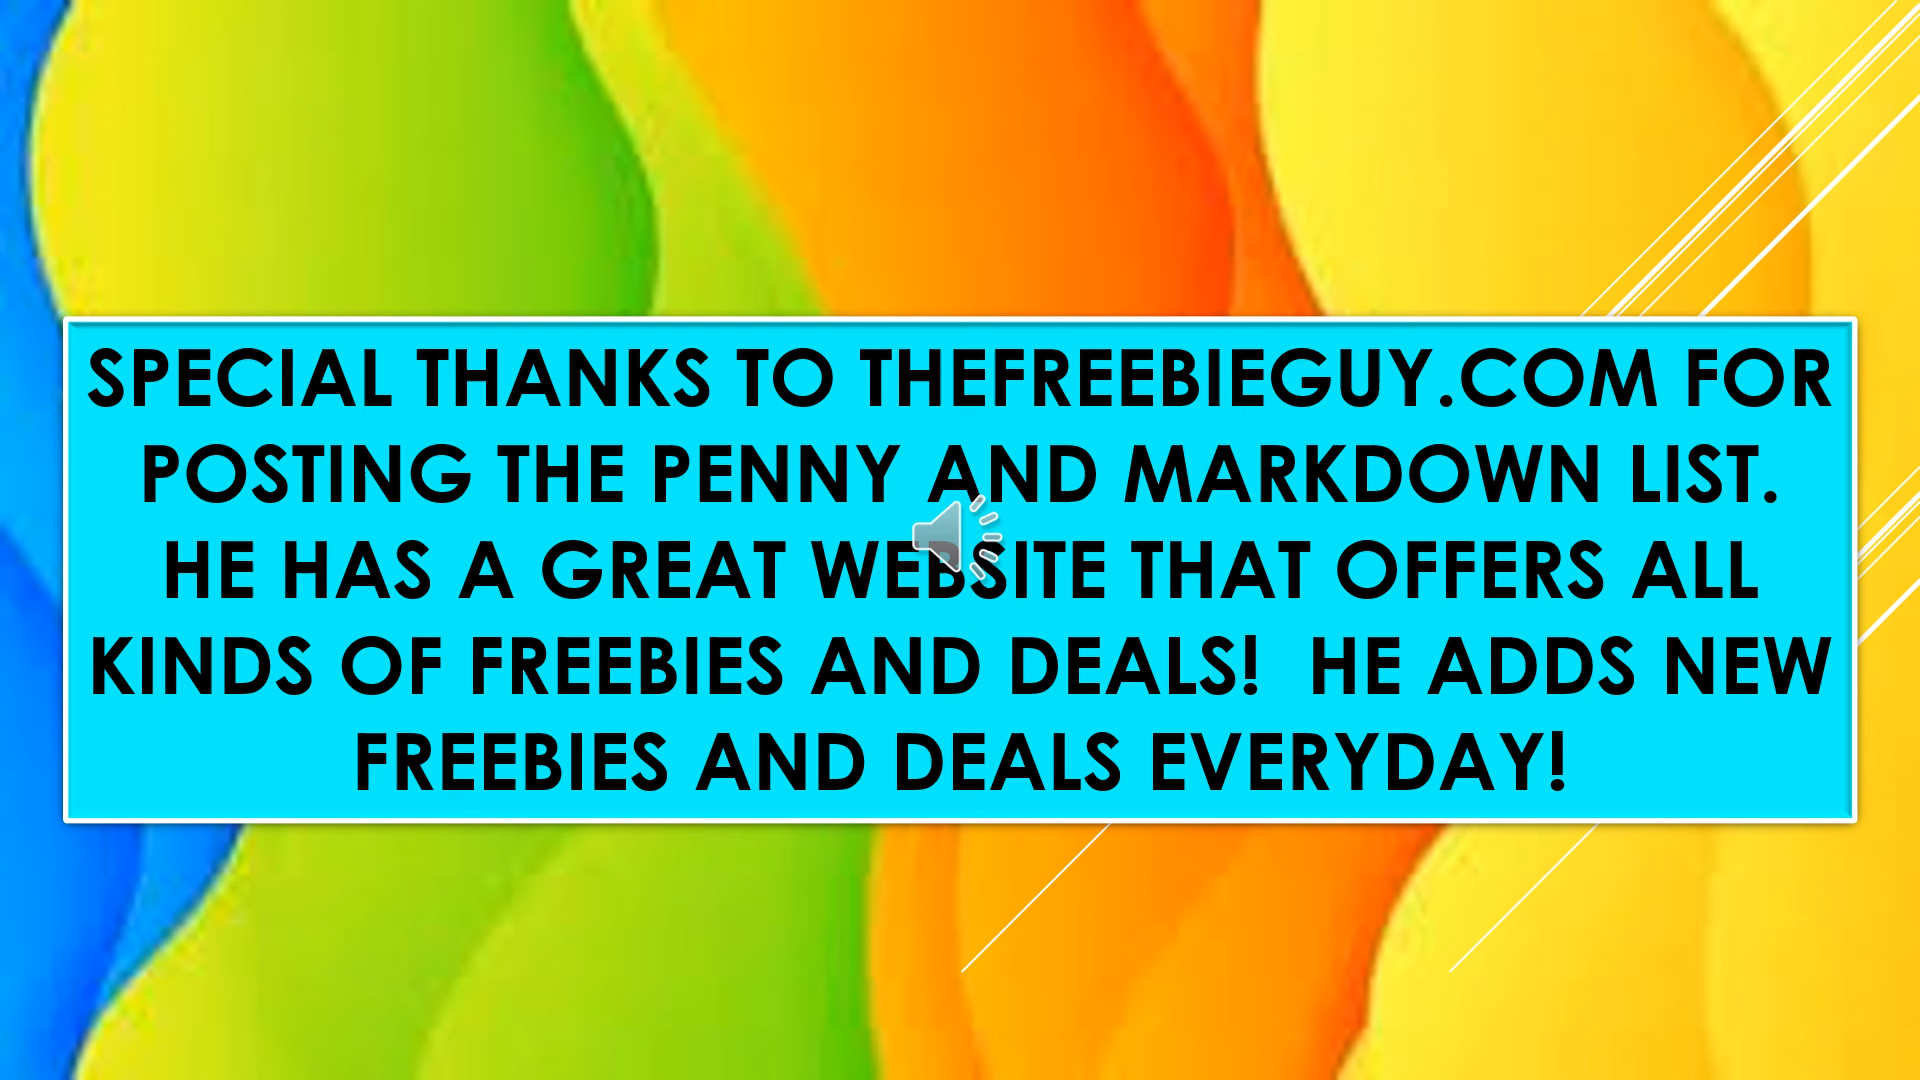 SPECIAL THANKS TO THEFREEBIEGUY.COM FOR
POSTING THE PENNY AND MARKDOWN LIST.
HE HAS A GREAT WEBSITE THAT OFFERS ALL
KINDS OF FREEBIES AND DEALS!  HE ADDS NEW
FREEBIES AND DEALS EVERYDAY!